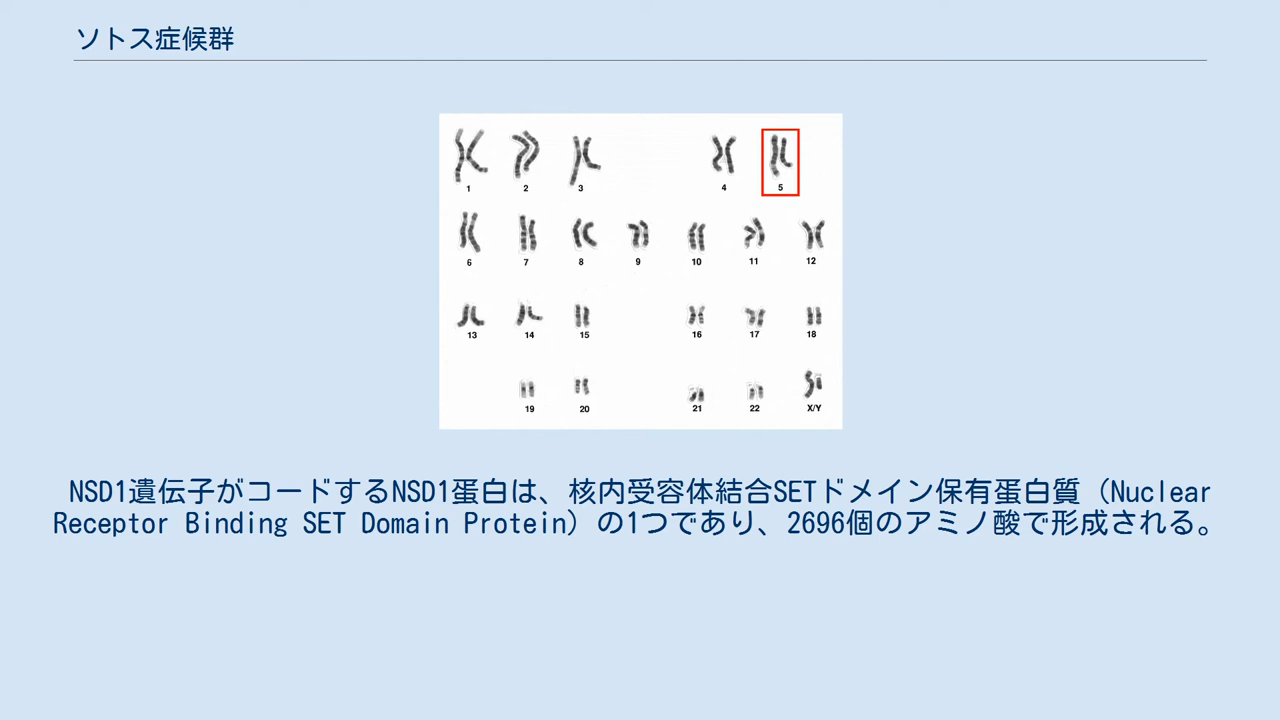 ソトス症候群
1 2 3 4 5
6 7 8 9 10 11 12
13 14 15 16 17 18
19 20 21 22 X/Y
NSD1遺伝子がコードするNSD1蛋白は、核内受容体結合SETドメイン保有蛋白質（Nuclear
Receptor Binding SET Domain Protein）の1つであり、2696個のアミノ酸で形成される。